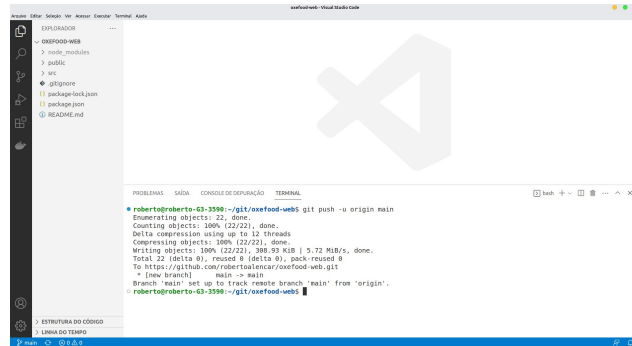 oxefood-web - Visual Studio Code
Arquivo Editar Seleção Ver Acessar Executar Terminal Ajuda
EXPLORADOR
OXEFOOD-WEB
node_modules
public
src
.gitignore
package-lock.json
package.json
README.md
PROBLEMAS SAÍDA CONSOLE DE DEPURAÇÃO TERMINAL
bash
roberto@roberto-G3-3590:~/git/oxefood-web$ git push -u origin main
Enumerating objects: 22, done.
Counting objects: 100% (22/22), done.
Delta compression using up to 12 threads
Compressing objects: 100% (22/22), done.
Writing objects: 100% (22/22), 308.93 KiB | 5.72 MiB/s, done.
Total 22 (delta 0), reused 0 (delta 0), pack-reused 0
To https://github.com/robertoalencar/oxefood-web.git
* [new branch] main -> main
Branch 'main' set up to track remote branch 'main' from 'origin'.
roberto@roberto-G3-3590:~/git/oxefood-web$
ESTRUTURA DO CÓDIGO
LINHA DO TEMPO
main 0 0